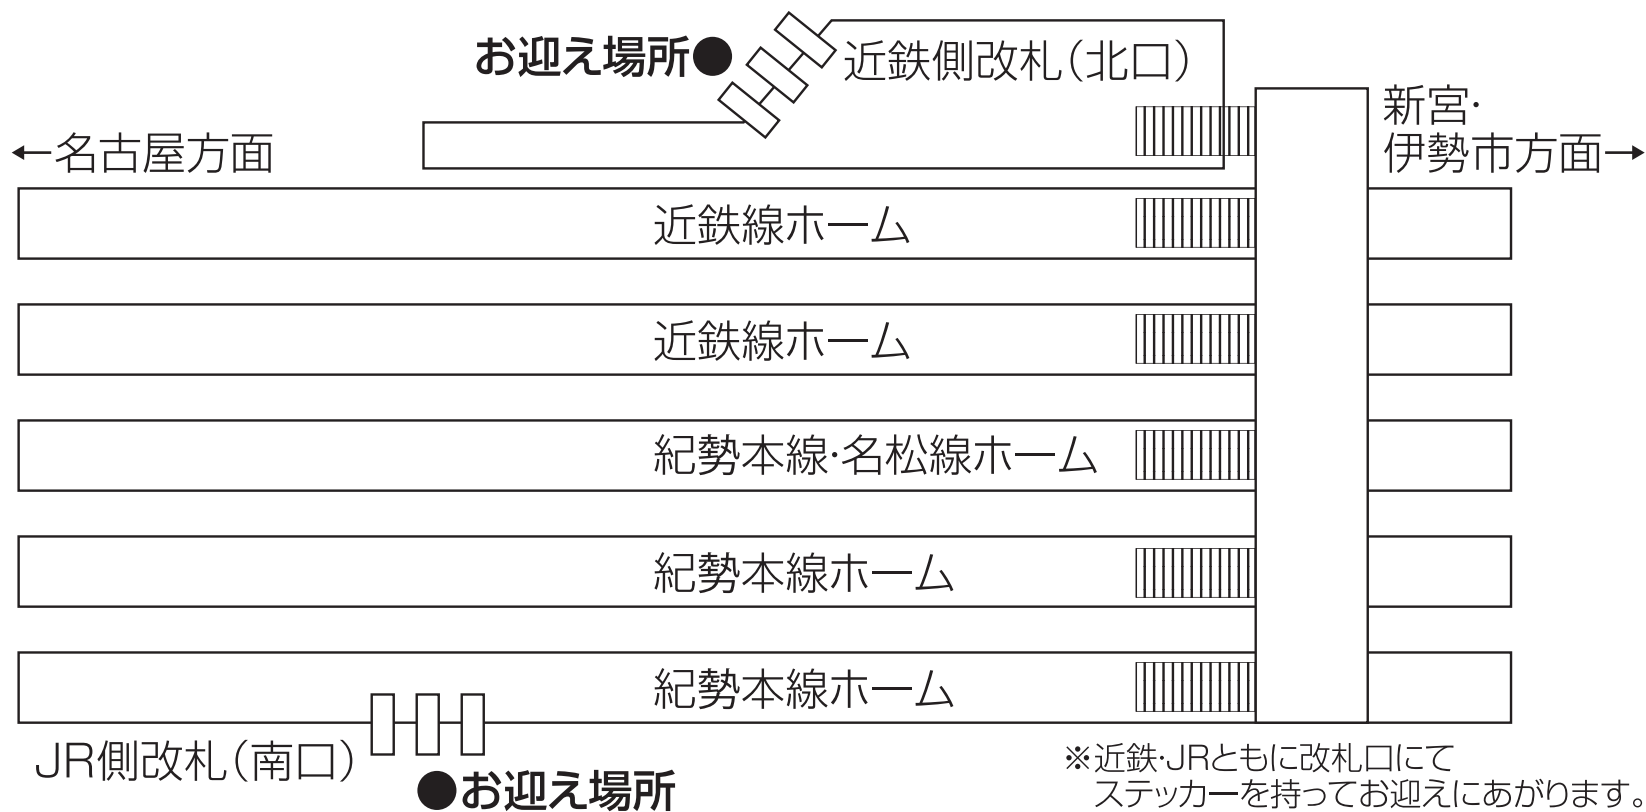 お迎え場所●
近鉄側改札（北口）
←名古屋方面
新宮・
伊勢市方面→
近鉄線ホーム
近鉄線ホーム
紀勢本線・名松線ホーム
紀勢本線ホーム
紀勢本線ホーム
JR側改札（南口）
●お迎え場所
※近鉄・JRともに改札口にて
ステッカーを持ってお迎えにあがります。